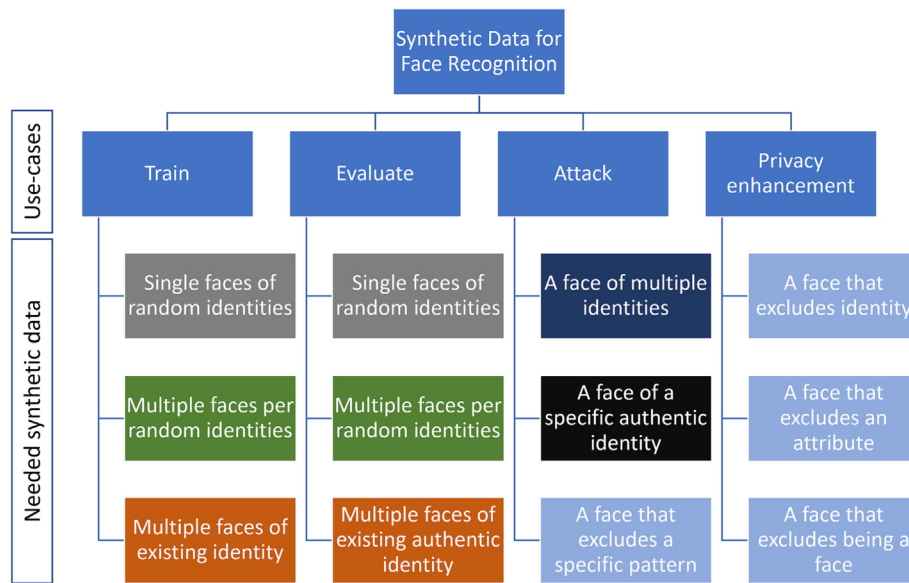 Synthetic Data for
Face Recognition
Use-cases
Train
Evaluate
Attack
Privacy
enhancement
Needed synthetic data
Single faces of
random identities
Single faces of
random identities
A face of multiple
identities
A face that
excludes identity
Multiple faces per
random identities
Multiple faces per
random identities
A face of a
specific authentic
identity
A face that
excludes an
attribute
Multiple faces of
existing identity
Multiple faces of
existing authentic
identity
A face that
excludes a
specific pattern
A face that
excludes being a
face